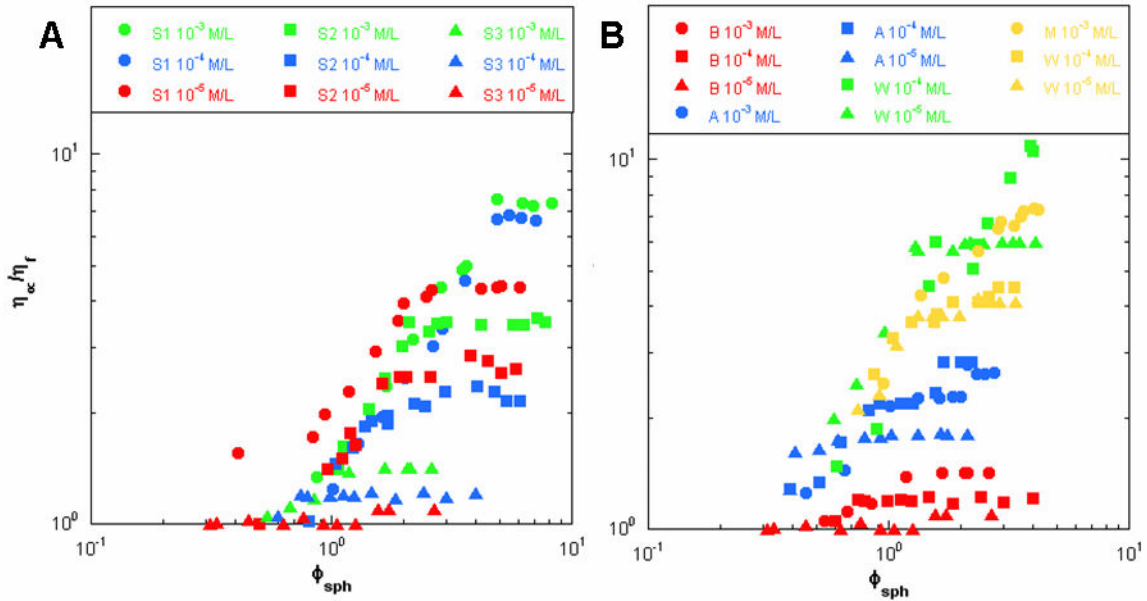 A
S1 10⁻³ M/L
S2 10⁻³ M/L
S3 10⁻³ M/L
S1 10⁻⁴ M/L
S2 10⁻⁴ M/L
S3 10⁻⁴ M/L
S1 10⁻⁵ M/L
S2 10⁻⁵ M/L
S3 10⁻⁵ M/L
10¹
η∝/ηf
10⁰
10⁻¹
10⁰
10¹
ϕsph
B
B 10⁻³ M/L
A 10⁻⁴ M/L
M 10⁻³ M/L
B 10⁻⁴ M/L
A 10⁻⁵ M/L
W 10⁻⁴ M/L
B 10⁻⁵ M/L
W 10⁻⁴ M/L
W 10⁻⁵ M/L
A 10⁻³ M/L
W 10⁻⁵ M/L
10¹
10⁰
10⁻¹
10⁰
10¹
ϕsph